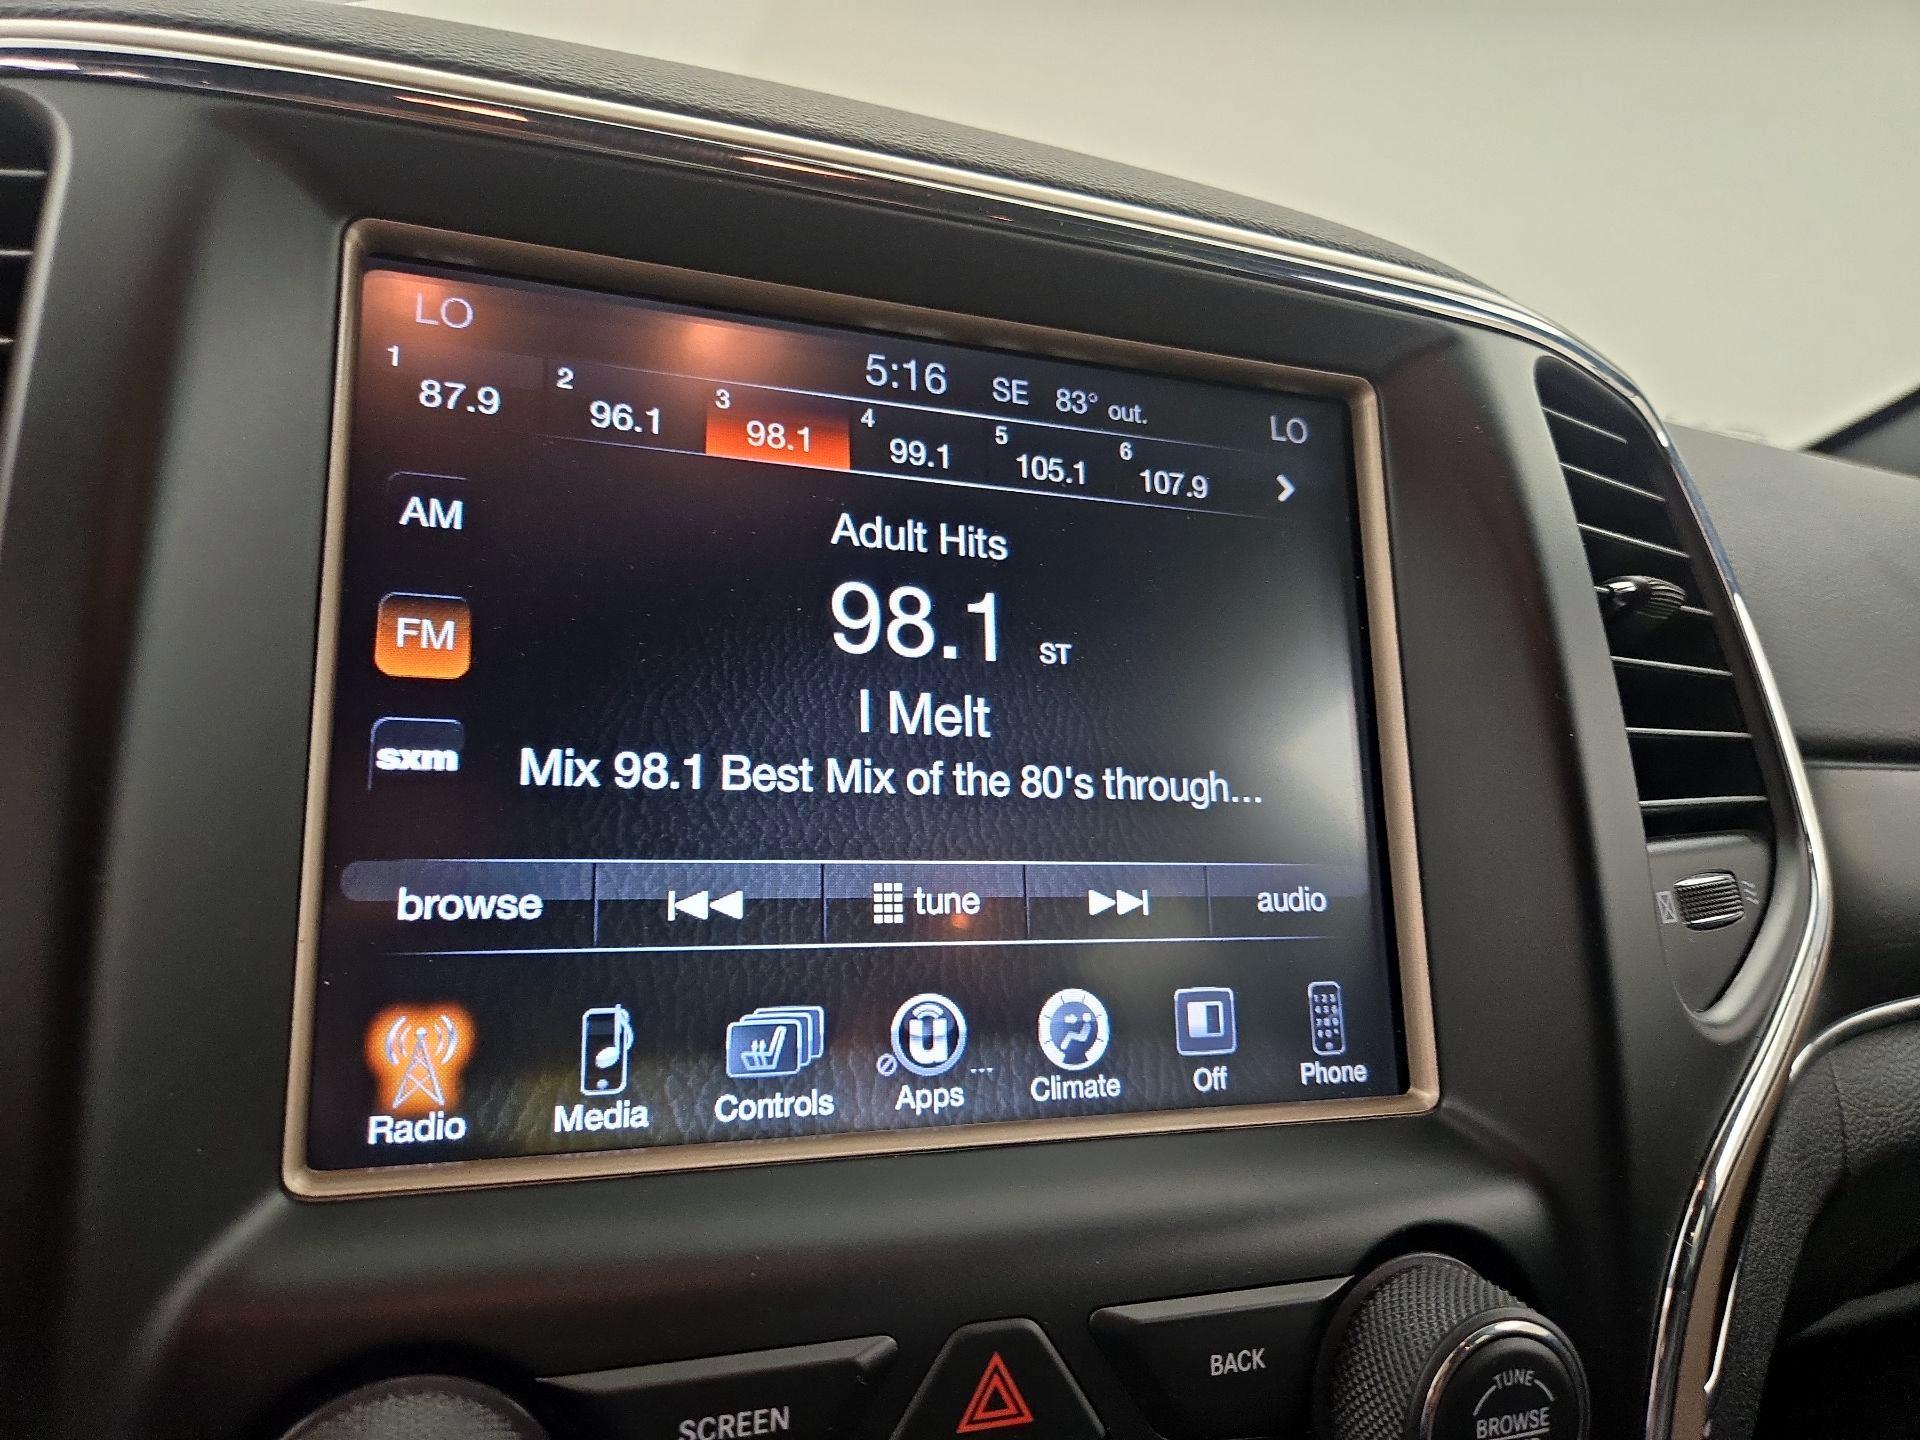 LO 5:16 SE 83° out. LO
1 87.9 2 96.1 3 98.1 4 99.1 5 105.1 6 107.9
AM
Adult Hits
FM
98.1 ST
I Melt
sxm
Mix 98.1 Best Mix of the 80's through...
browse tune audio
Radio Media Controls Apps ... Climate Off Phone
SCREEN BACK TUNE
BROWSE